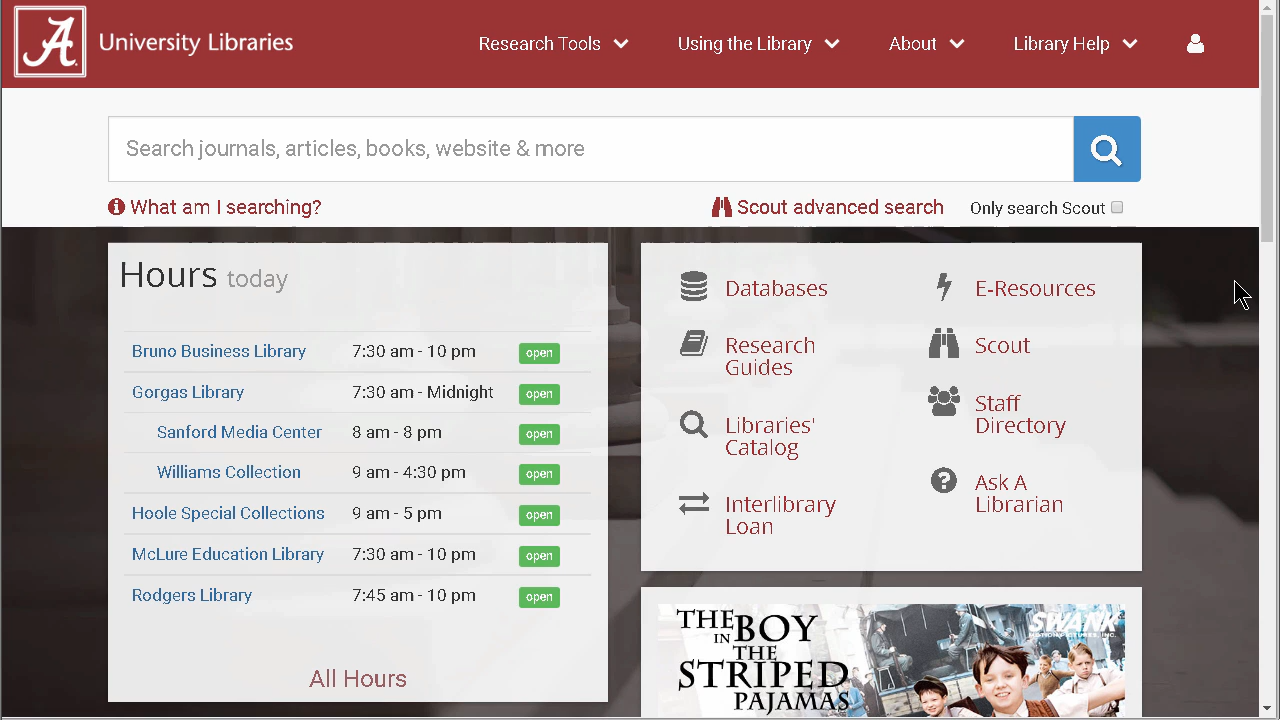 A University Libraries
Research Tools
Using the Library
About
Library Help
Search journals, articles, books, website & more
What am I searching?
Scout advanced search
Only search Scout
Hours today
Bruno Business Library 7:30 am - 10 pm open
Gorgas Library 7:30 am - Midnight open
Sanford Media Center 8 am - 8 pm open
Williams Collection 9 am - 4:30 pm open
Hoole Special Collections 9 am - 5 pm open
McLure Education Library 7:30 am - 10 pm open
Rodgers Library 7:45 am - 10 pm open
All Hours
Databases
Research
Guides
Libraries'
Catalog
Interlibrary
Loan
E-Resources
Scout
Staff
Directory
Ask A
Librarian
THE BOY
IN THE
STRIPED
PAJAMAS
SWANK
MOTION PICTURES, INC.